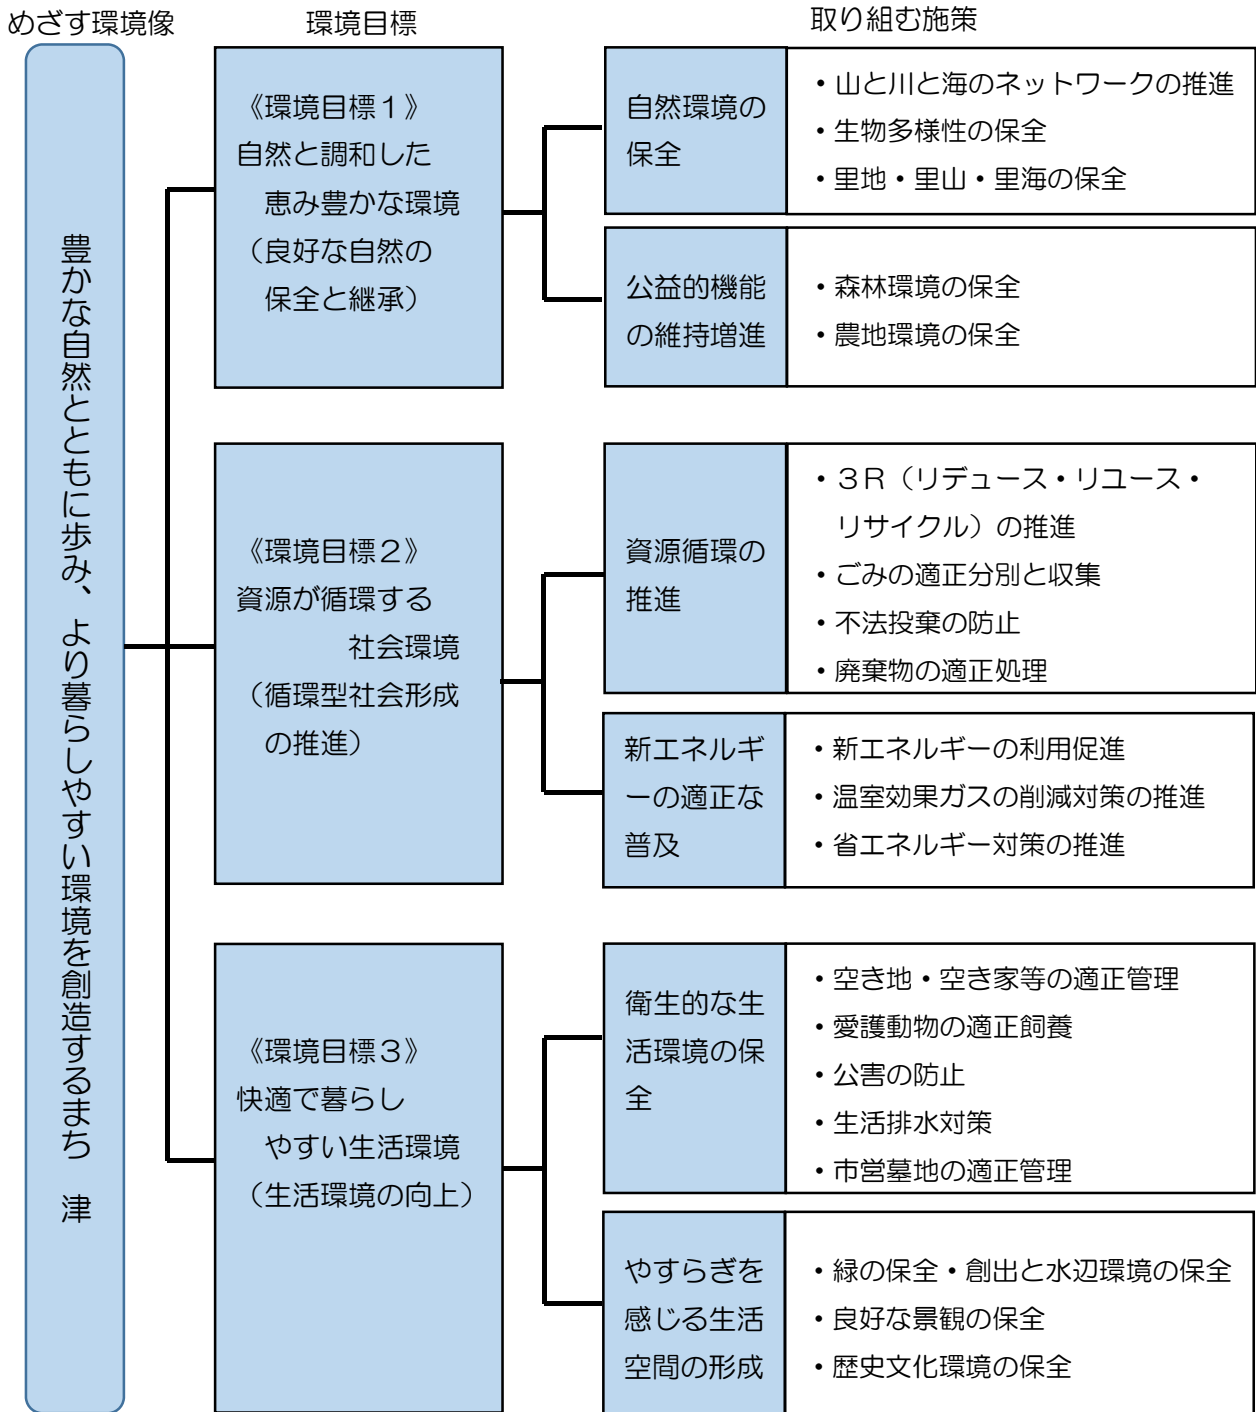 めざす環境像
環境目標
取り組む施策
豊かな自然とともに歩み、より暮らしやすい環境を創造するまち　津
《環境目標１》
自然と調和した
恵み豊かな環境
（良好な自然の
保全と継承）
自然環境の
保全
・山と川と海のネットワークの推進
・生物多様性の保全
・里地・里山・里海の保全
公益的機能
の維持増進
・森林環境の保全
・農地環境の保全
《環境目標２》
資源が循環する
社会環境
（循環型社会形成
の推進）
資源循環の
推進
・３Ｒ（リデュース・リユース・
リサイクル）の推進
・ごみの適正分別と収集
・不法投棄の防止
・廃棄物の適正処理
新エネルギ
ーの適正な
普及
・新エネルギーの利用促進
・温室効果ガスの削減対策の推進
・省エネルギー対策の推進
《環境目標３》
快適で暮らし
やすい生活環境
（生活環境の向上）
衛生的な生
活環境の保
全
・空き地・空き家等の適正管理
・愛護動物の適正飼養
・公害の防止
・生活排水対策
・市営墓地の適正管理
やすらぎを
感じる生活
空間の形成
・緑の保全・創出と水辺環境の保全
・良好な景観の保全
・歴史文化環境の保全